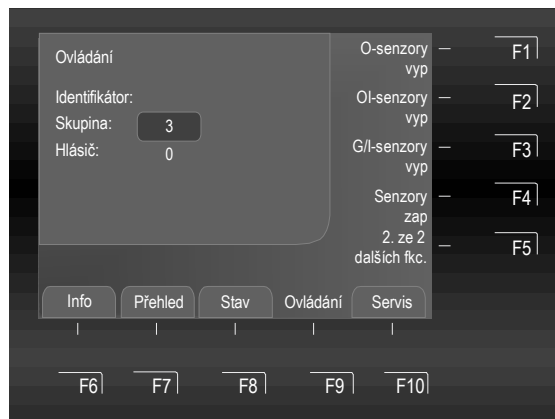 Ovládání
Identifikátor:
Skupina: 3
Hlásič: 0
O-senzory
vyp
F1
OI-senzory
vyp
F2
G/I-senzory
vyp
F3
Senzory
zap
F4
2. ze 2
dalších fkc.
F5
Info Přehled Stav Ovládání Servis
F6 F7 F8 F9 F10